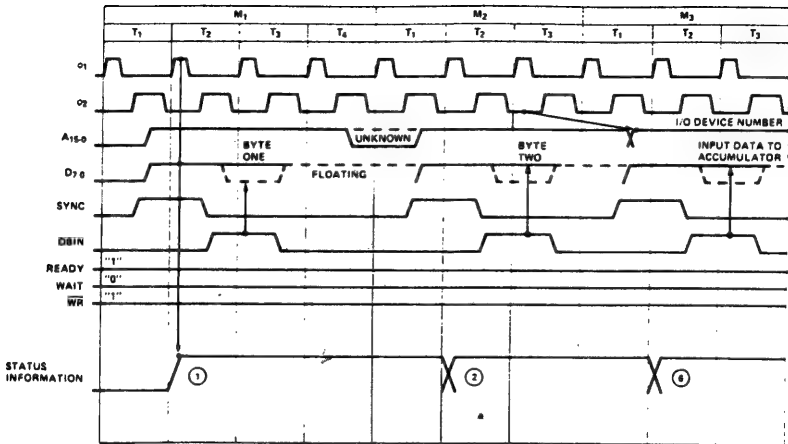 M1 M2 M3
T1 T2 T3 T4 T1 T2 T3 T1 T2 T3
ø1
ø2
I/O DEVICE NUMBER
A15-0
UNKNOWN
BYTE ONE
BYTE TWO
INPUT DATA TO ACCUMULATOR
D7-0
FLOATING
SYNC
DBIN
READY "1"
WAIT "0"
WR "1"
STATUS INFORMATION
1 2 6